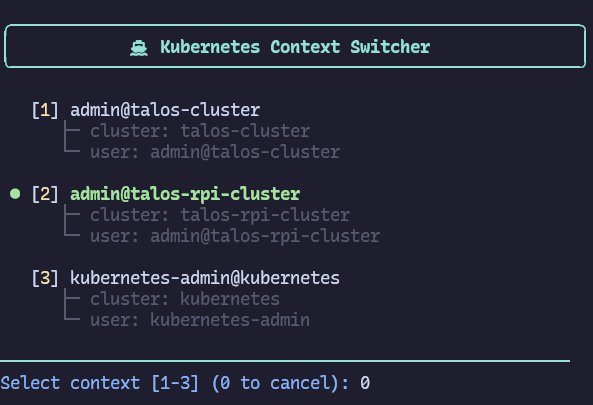 Kubernetes Context Switcher
[1] admin@talos-cluster
├─ cluster: talos-cluster
└─ user: admin@talos-cluster
● [2] admin@talos-rpi-cluster
├─ cluster: talos-rpi-cluster
└─ user: admin@talos-rpi-cluster
[3] kubernetes-admin@kubernetes
├─ cluster: kubernetes
└─ user: kubernetes-admin
Select context [1-3] (0 to cancel): 0